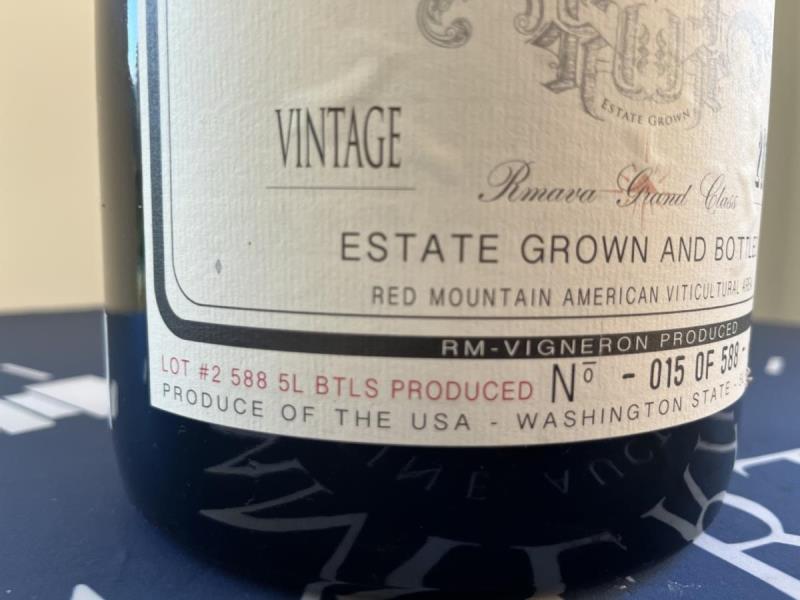 ESTATE GROWN
VINTAGE
Rmava Grand Class
ESTATE GROWN AND BOTTLE
RED MOUNTAIN AMERICAN VITICULTURAL AREA
RM-VIGNERON PRODUCED
LOT #2 588 5L BTLS PRODUCED Nº - 015 OF 588 -
PRODUCE OF THE USA - WASHINGTON STATE -